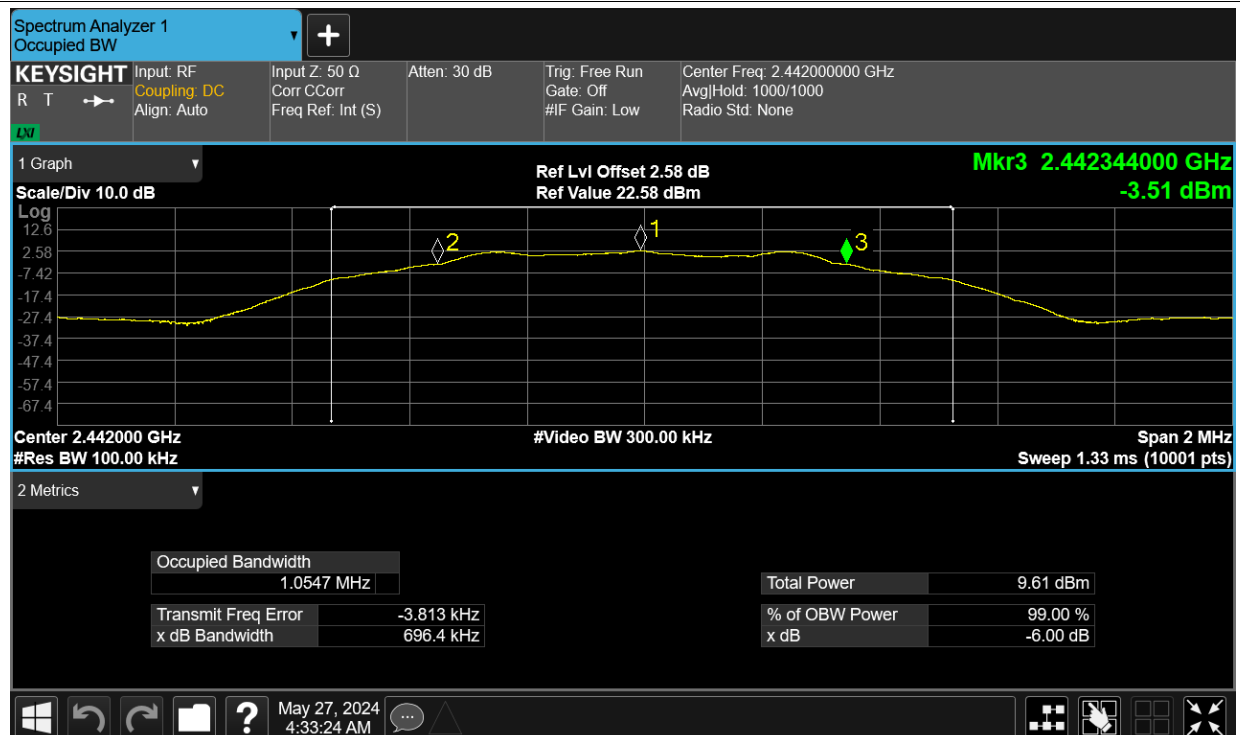 Spectrum Analyzer 1
Occupied BW
KEYSIGHT
R T
LXI
Input: RF
Coupling: DC
Align: Auto
Input Z: 50 Ω
Corr CCorr
Freq Ref: Int (S)
Atten: 30 dB
Trig: Free Run
Gate: Off
#IF Gain: Low
Center Freq: 2.442000000 GHz
Avg|Hold: 1000/1000
Radio Std: None
1 Graph
Scale/Div 10.0 dB
Ref Lvl Offset 2.58 dB
Ref Value 22.58 dBm
Mkr3 2.442344000 GHz
-3.51 dBm
Log
12.6
2.58
-7.42
-17.4
-27.4
-37.4
-47.4
-57.4
-67.4
2
1
3
Center 2.442000 GHz
#Res BW 100.00 kHz
#Video BW 300.00 kHz
Span 2 MHz
Sweep 1.33 ms (10001 pts)
2 Metrics
Occupied Bandwidth
1.0547 MHz
Transmit Freq Error -3.813 kHz
x dB Bandwidth 696.4 kHz
Total Power 9.61 dBm
% of OBW Power 99.00 %
x dB -6.00 dB
May 27, 2024
4:33:24 AM